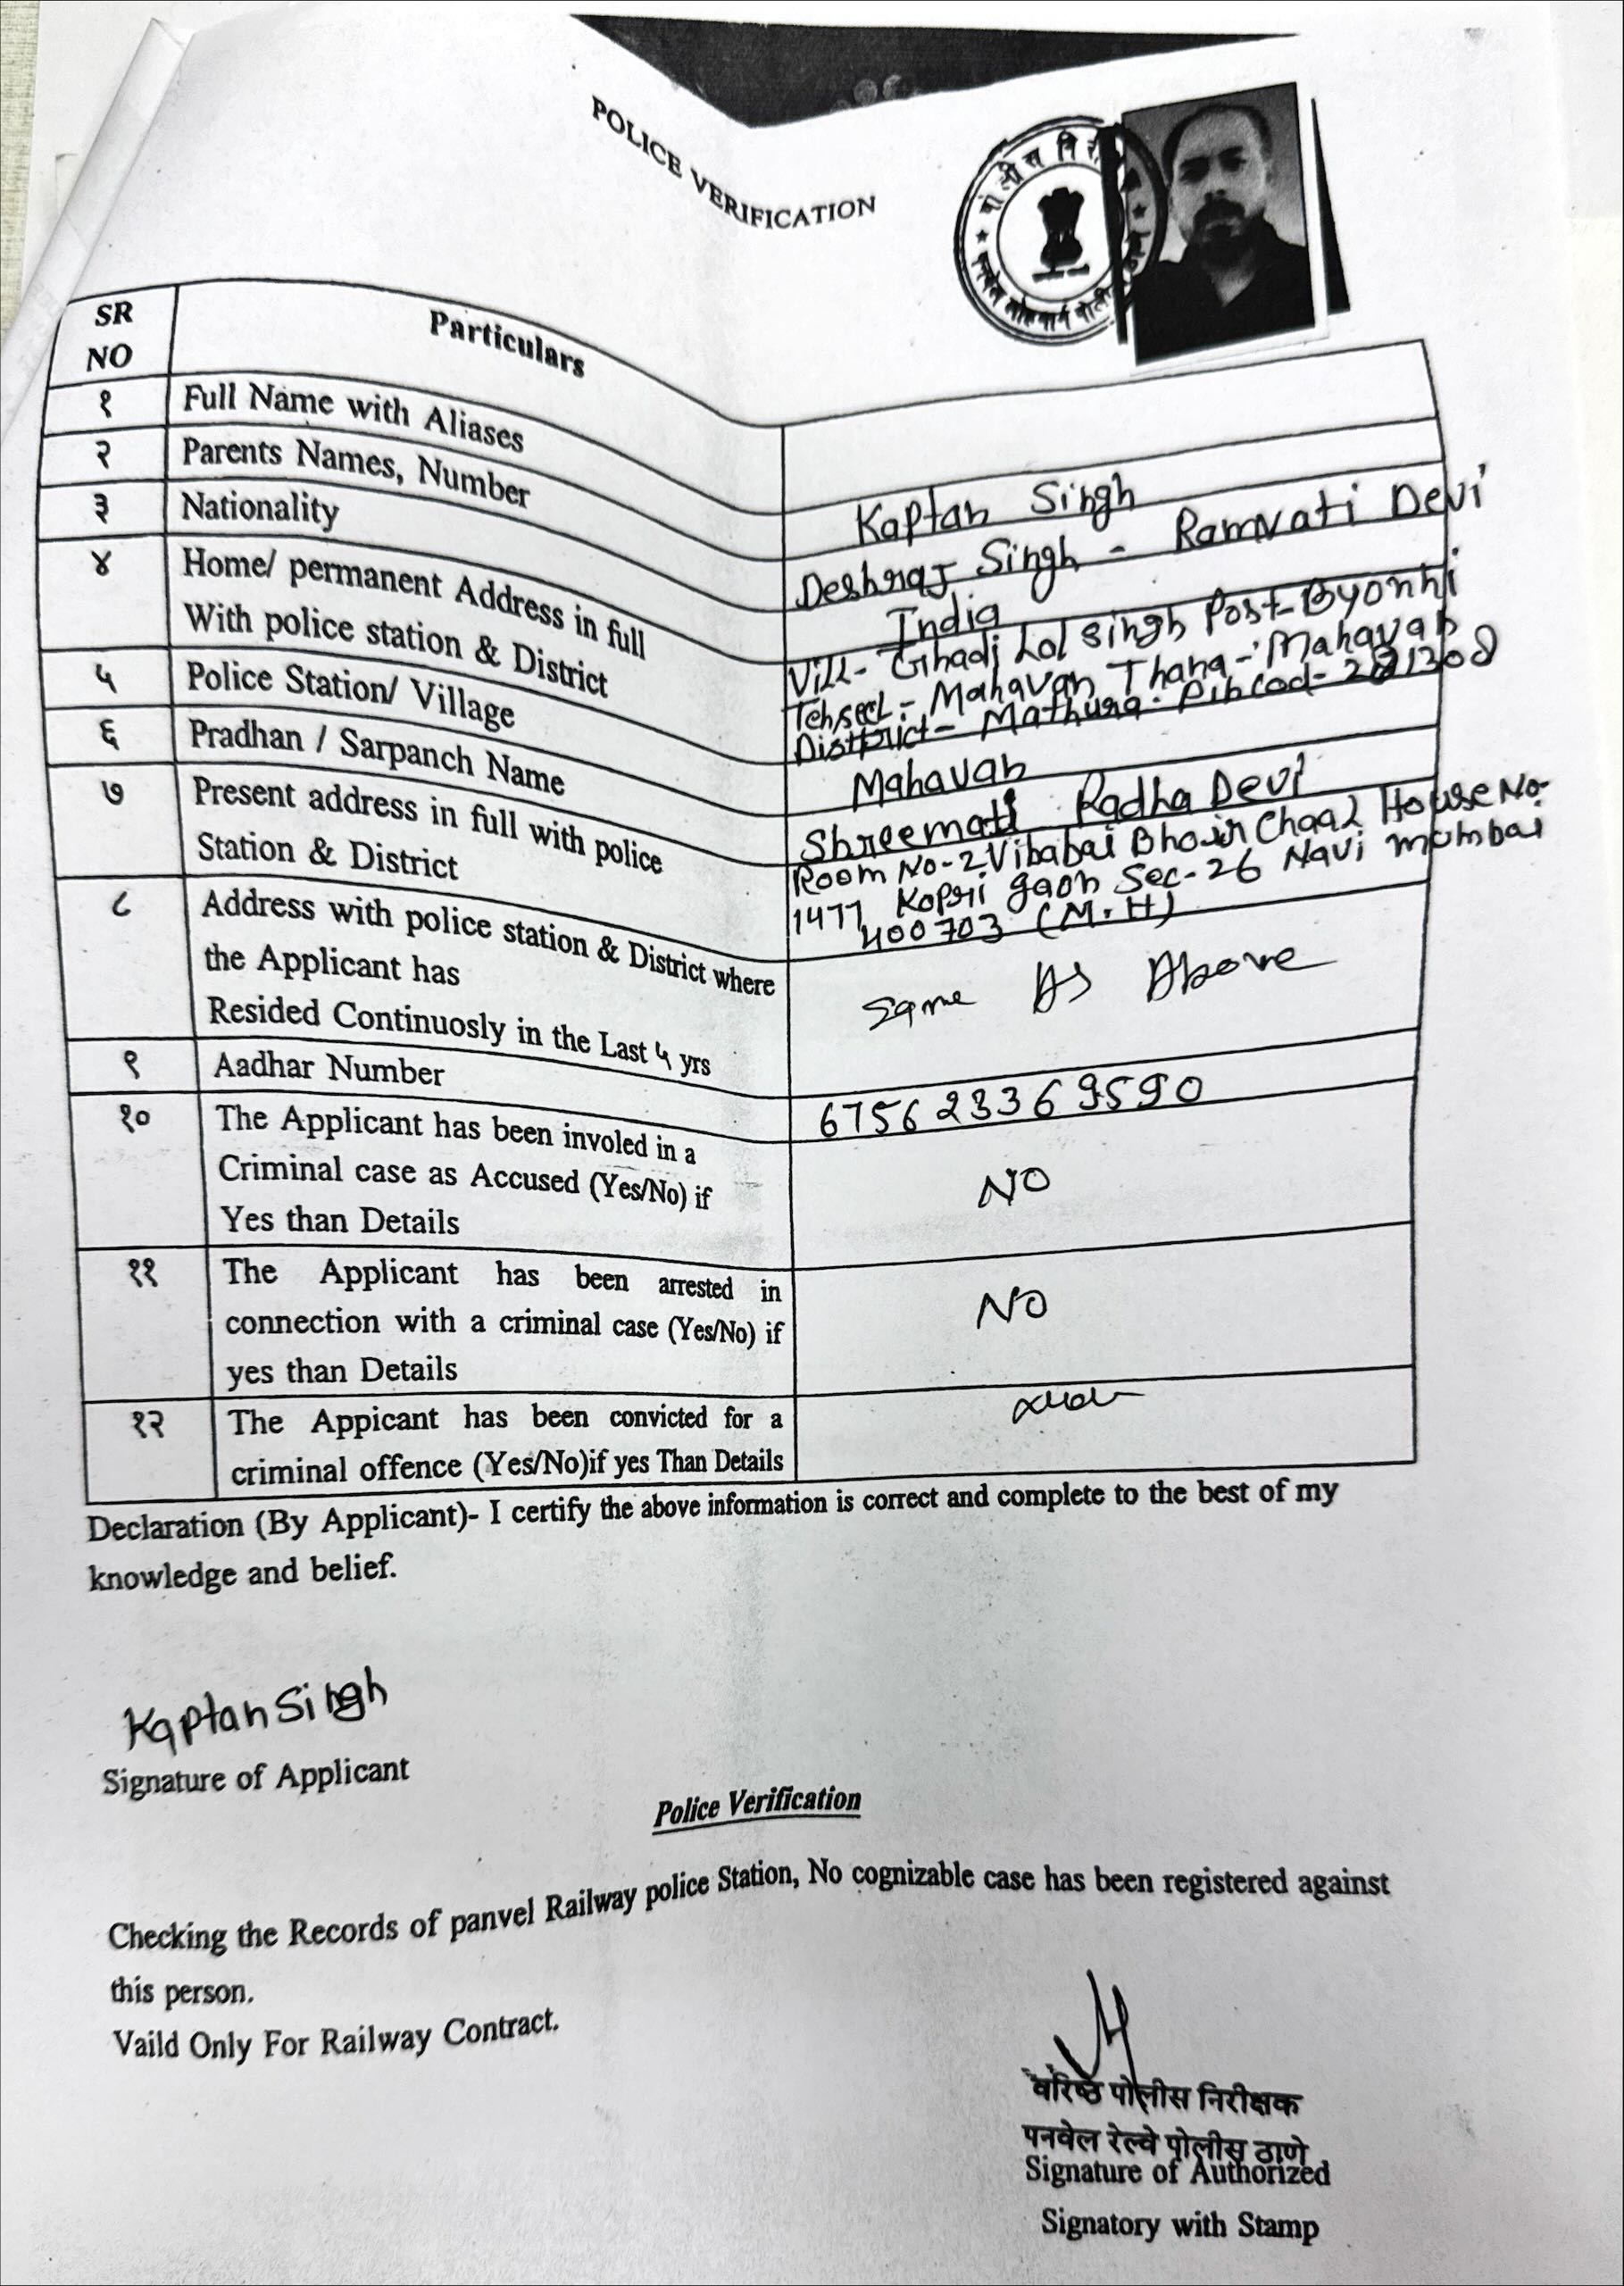 POLICE VERIFICATION
SR
NO
Particulars
१
Full Name with Aliases
Kaptan Singh
२
Parents Names, Number
Deshraj Singh - Ramvati Devi
३
Nationality
India
४
Home/ permanent Address in full
With police station & District
Vill- Ghadi Lol singh Post-Byonhi
Tehseel:- Mahavan Thana-Mahavan
District- Mathura. Pincod- 281308
५
Police Station/ Village
Mahavan
६
Pradhan / Sarpanch Name
Shreemati Radha Devi
७
Present address in full with police
Station & District
Room No-2 Vibabai Bhoir Chaal House No-
1477 Kopri gaon Sec-26 Navi mumbai
400703 (M.H)
८
Address with police station & District where
the Applicant has
Resided Continuosly in the Last ५ yrs
Same As Above
९
Aadhar Number
675623369590
१०
The Applicant has been involed in a
Criminal case as Accused (Yes/No) if
Yes than Details
NO
११
The Applicant has been arrested in
connection with a criminal case (Yes/No) if
yes than Details
NO
१२
The Appicant has been convicted for a
criminal offence (Yes/No)if yes Than Details
Declaration (By Applicant)- I certify the above information is correct and complete to the best of my
knowledge and belief.
Kaptan Singh
Signature of Applicant
Police Verification
Checking the Records of panvel Railway police Station, No cognizable case has been registered against
this person.
Vaild Only For Railway Contract.
वरिष्ठ पोलीस निरीक्षक
पनवेल रेल्वे पोलीस ठाणे
Signature of Authorized
Signatory with Stamp